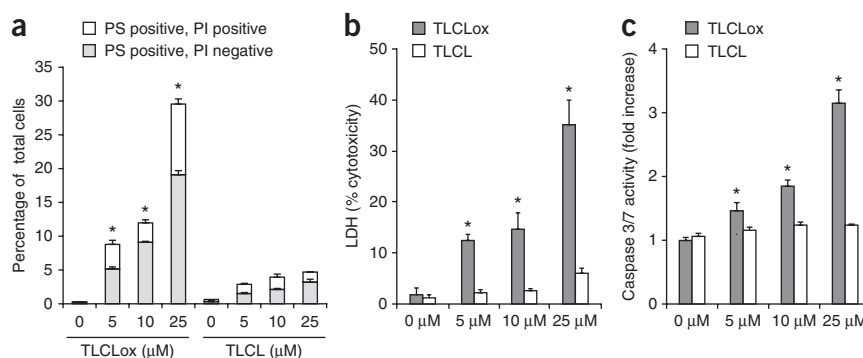 a
PS positive, PI positive
PS positive, PI negative
Percentage of total cells
35
30
25
20
15
10
5
0
*
*
*
0 5 10 25 0 5 10 25
TLCLox (µM) TLCL (µM)
b
TLCLox
TLCL
LDH (% cytotoxicity)
50
40
30
20
10
0
*
*
*
0 µM 5 µM 10 µM 25 µM
c
TLCLox
TLCL
Caspase 3/7 activity (fold increase)
4
3
2
1
0
*
*
*
0 µM 5 µM 10 µM 25 µM